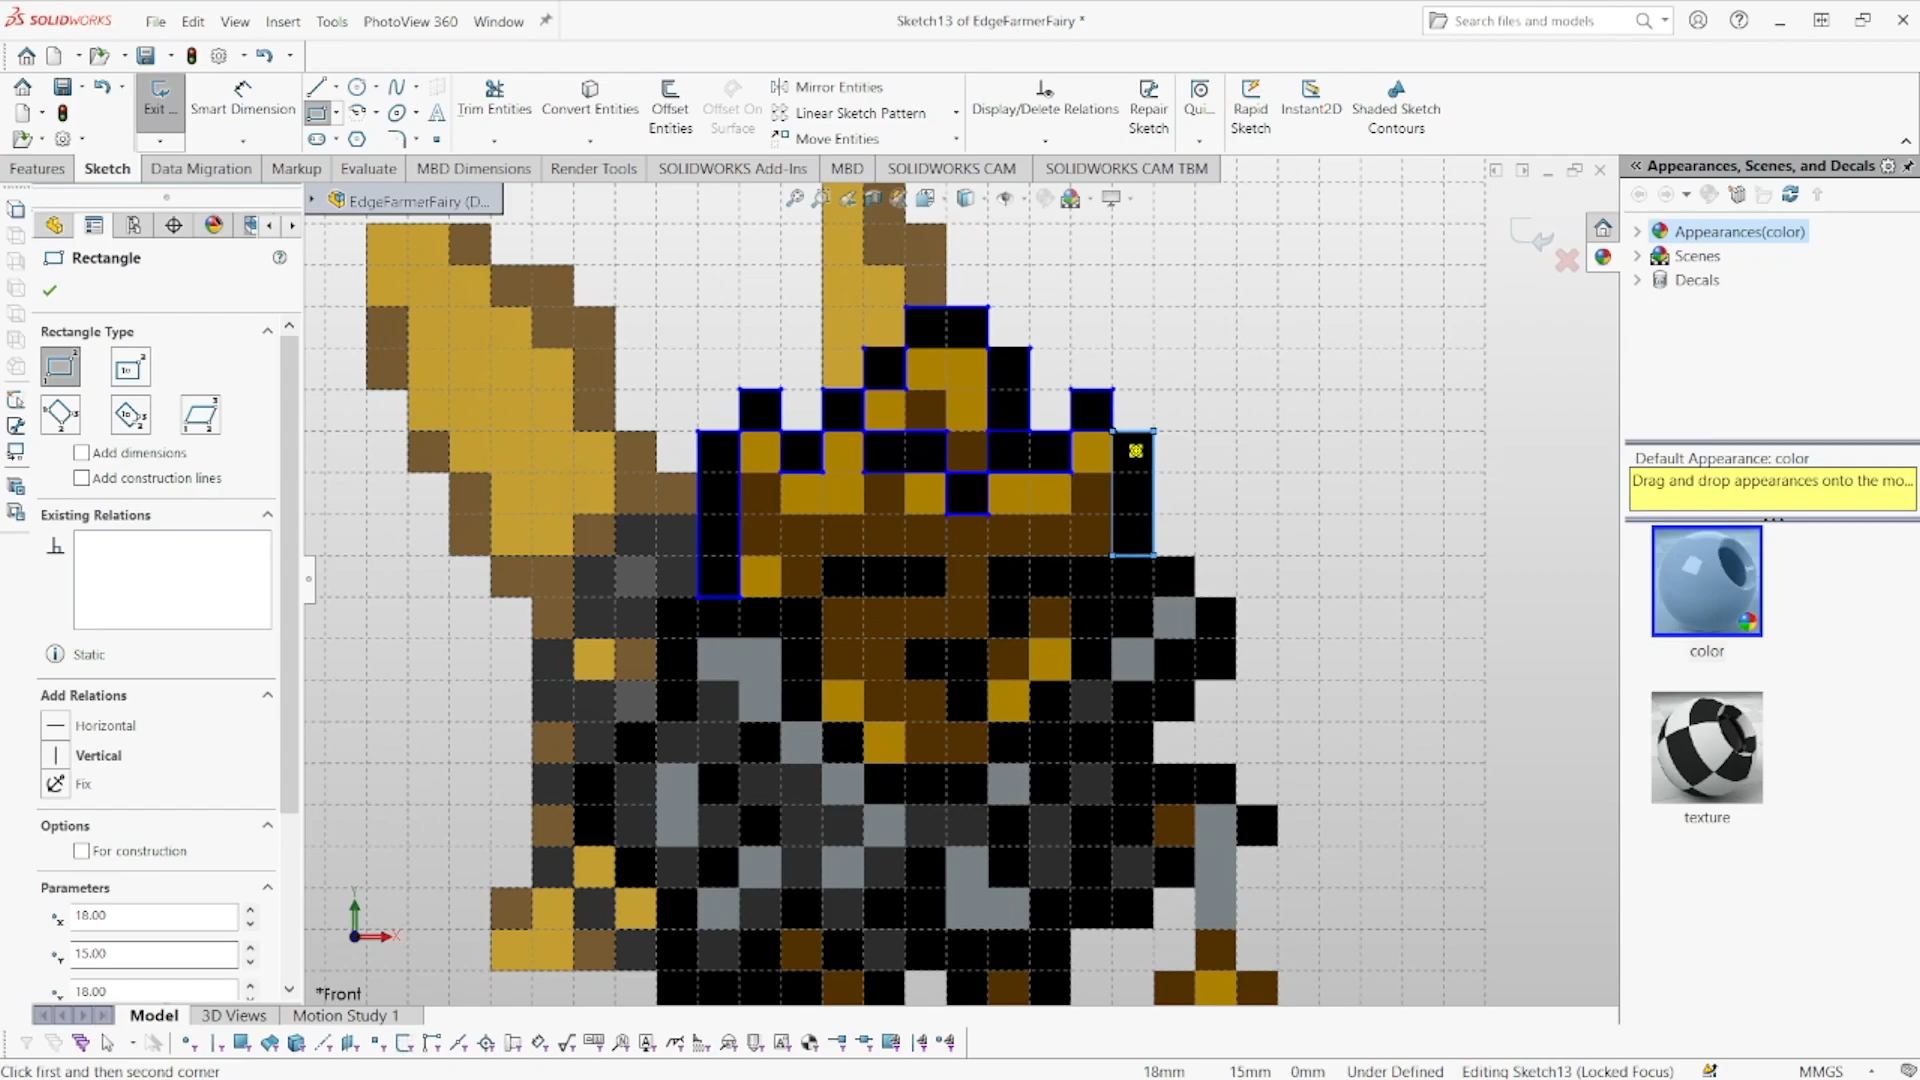 SOLIDWORKS
File
Edit
View
Insert
Tools
PhotoView 360
Window
Sketch13 of EdgeFarmerFairy *
Search files and models
Exit ...
Smart Dimension
Trim Entities
Convert Entities
Offset
Entities
Offset On
Surface
Mirror Entities
Linear Sketch Pattern
Move Entities
Display/Delete Relations
Repair
Sketch
Qui...
Rapid
Sketch
Instant2D
Shaded Sketch
Contours
Features
Sketch
Data Migration
Markup
Evaluate
MBD Dimensions
Render Tools
SOLIDWORKS Add-Ins
MBD
SOLIDWORKS CAM
SOLIDWORKS CAM TBM
Appearances, Scenes, and Decals
EdgeFarmerFairy (D...
Appearances(color)
Scenes
Decals
Rectangle
Rectangle Type
Add dimensions
Add construction lines
Existing Relations
Static
Add Relations
Horizontal
Vertical
Fix
Options
For construction
Parameters
18.00
15.00
18.00
Default Appearance: color
Drag and drop appearances onto the mo...
color
texture
Y
X
*Front
Model
3D Views
Motion Study 1
Click first and then second corner
18mm
15mm
0mm
Under Defined
Editing Sketch13 (Locked Focus)
MMGS